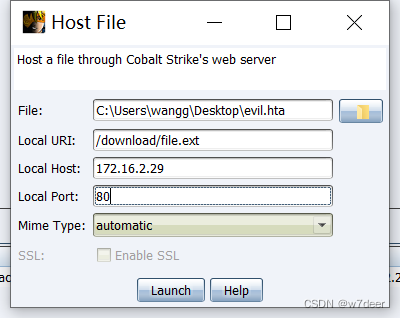 Host File
Host a file through Cobalt Strike's web server
File: C:\Users\wangg\Desktop\evil.hta
Local URI: /download/file.ext
Local Host: 172.16.2.29
Local Port: 80
Mime Type: automatic
SSL: Enable SSL
Launch Help
CSDN @w7deer